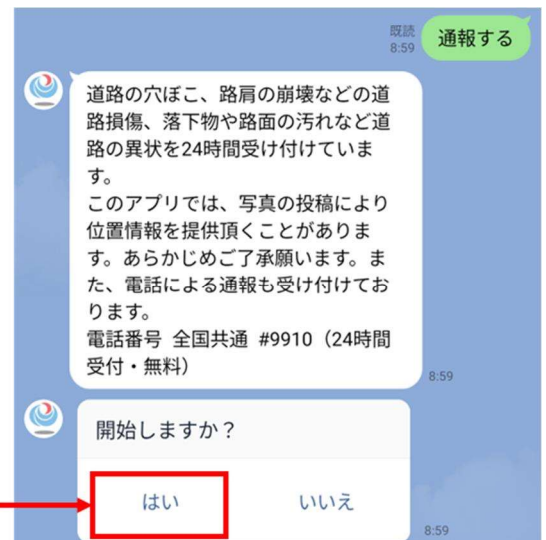 既読
8:59
通報する
道路の穴ぼこ、路肩の崩壊などの道
路損傷、落下物や路面の汚れなど道
路の異状を24時間受け付けていま
す。
このアプリでは、写真の投稿により
位置情報を提供頂くことがありま
す。あらかじめご了承願います。ま
た、電話による通報も受け付けてお
ります。
電話番号 全国共通 #9910（24時間
受付・無料）
8:59
開始しますか？
はい いいえ
8:59